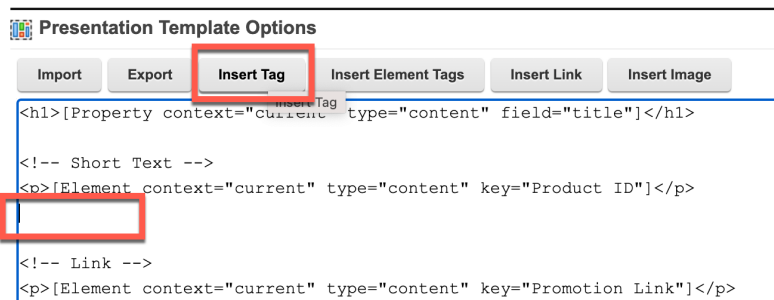 Presentation Template Options
Import Export Insert Tag Insert Element Tags Insert Link Insert Image
Insert Tag
<h1>[Property context="current" type="content" field="title"]</h1>
<!-- Short Text -->
<p>[Element context="current" type="content" key="Product ID"]</p>
<!-- Link -->
<p>[Element context="current" type="content" key="Promotion Link"]</p>